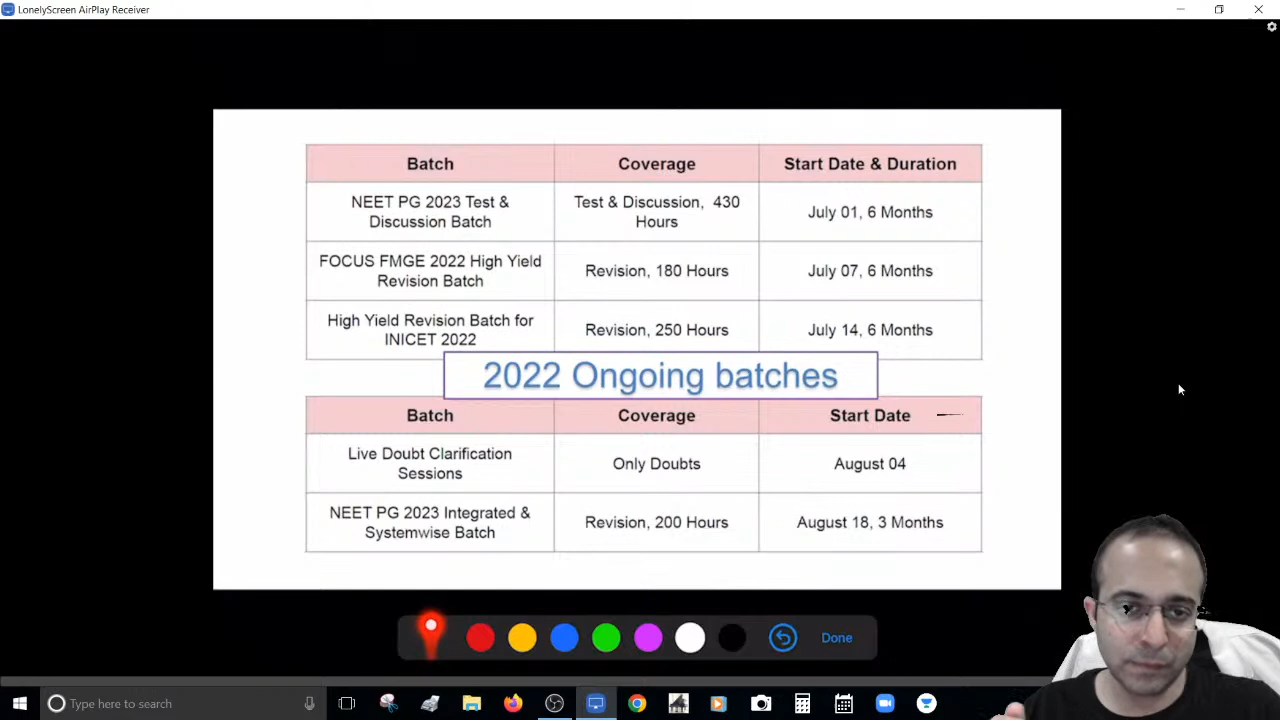 LonelyScreen AirPlay Receiver
Batch Coverage Start Date & Duration
NEET PG 2023 Test &
Discussion Batch
Test & Discussion, 430
Hours
July 01, 6 Months
FOCUS FMGE 2022 High Yield
Revision Batch
Revision, 180 Hours
July 07, 6 Months
High Yield Revision Batch for
INICET 2022
Revision, 250 Hours
July 14, 6 Months
2022 Ongoing batches
Batch Coverage Start Date
Live Doubt Clarification
Sessions
Only Doubts
August 04
NEET PG 2023 Integrated &
Systemwise Batch
Revision, 200 Hours
August 18, 3 Months
Done
Type here to search